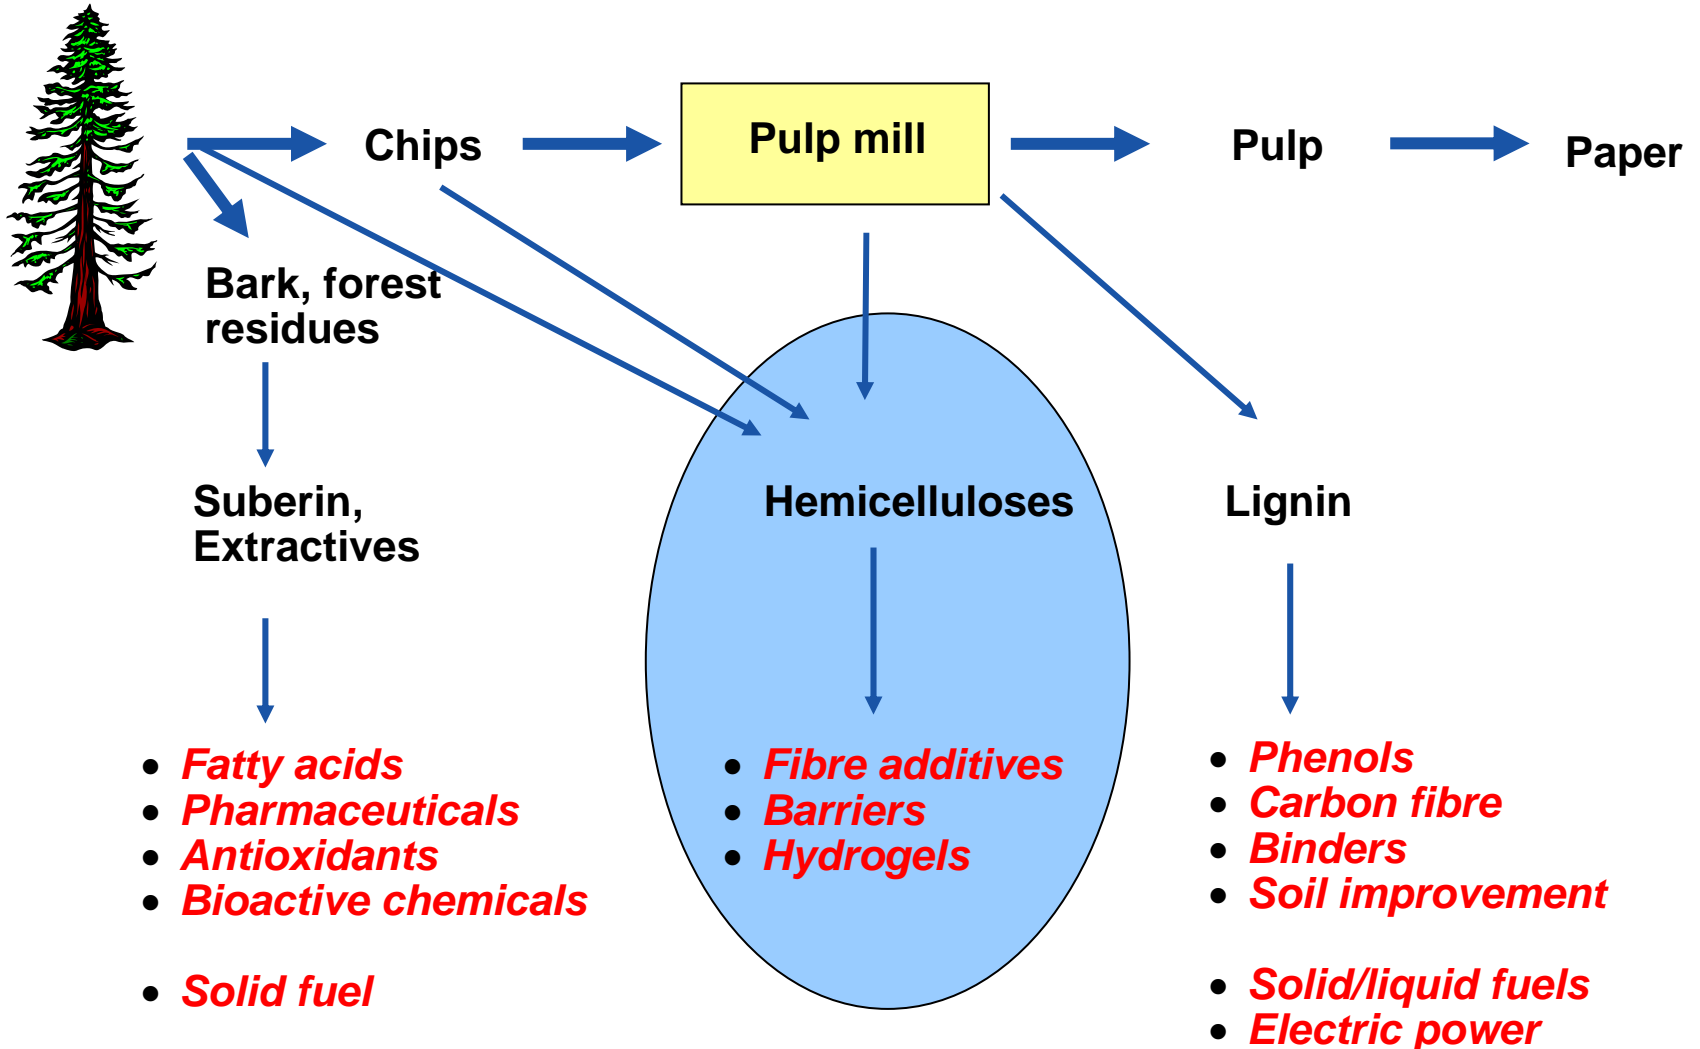 Chips
Pulp mill
Pulp
Paper
Bark, forest
residues
Suberin,
Extractives
Hemicelluloses
Lignin
• Fatty acids
• Pharmaceuticals
• Antioxidants
• Bioactive chemicals
• Solid fuel
• Fibre additives
• Barriers
• Hydrogels
• Phenols
• Carbon fibre
• Binders
• Soil improvement
• Solid/liquid fuels
• Electric power